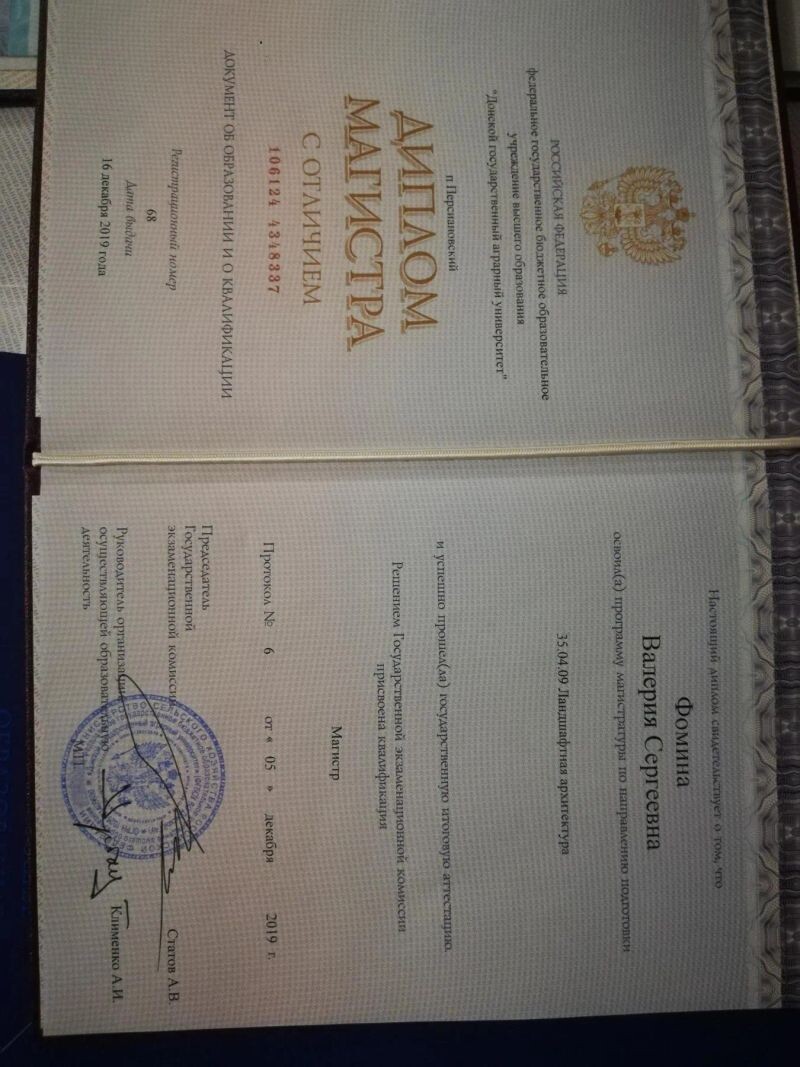 РОССИЙСКАЯ ФЕДЕРАЦИЯ
федеральное государственное бюджетное образовательное
учреждение высшего образования
"Донской государственный аграрный университет"
п Персиановский
ДИПЛОМ
МАГИСТРА
С ОТЛИЧИЕМ
106124 4348337
ДОКУМЕНТ ОБ ОБРАЗОВАНИИ И О КВАЛИФИКАЦИИ
Регистрационный номер
68
Дата выдачи
16 декабря 2019 года
Настоящий диплом свидетельствует о том, что
Фомина
Валерия Сергеевна
освоил(а) программу магистратуры по направлению подготовки
35.04.09 Ландшафтная архитектура
и успешно прошел(ла) государственную итоговую аттестацию.
Решением Государственной экзаменационной комиссии
присвоена квалификация
Магистр
Протокол № 6 от « 05 » декабря 2019 г.
Председатель
Государственной
экзаменационной комиссии
Статов А.В.
Руководитель организации,
осуществляющей образовательную
деятельность
Клименко А.И.
М.П.